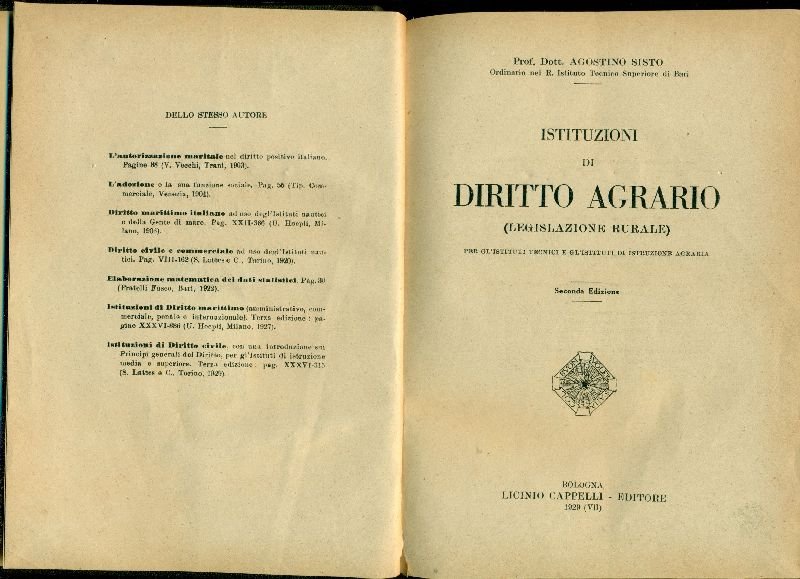 DELLO STESSO AUTORE
L'autorizzazione maritale nel diritto positivo italiano.
Pagine 88 (V. Vecchi, Trani, 1903).
L'adozione e la sua funzione sociale. Pag. 56 (Tip. Com-
merciale, Venezia, 1904).
Diritto marittimo italiano ad uso degl'Istituti nautici
e della Gente di mare. Pag. XXII-366 (U. Hoepli, Mi-
lano,
Diritto civile e commerciale ad uso degl'Istituti nau-
tici. Pag. VIII-162 (S. Lattes e C., Torino, 1920).
Elaborazione matematica dei dati statistici. Pag. 30
(Fratelli Fusco, Bari, 1923).
Istituzioni di Diritto marittimo (amministrativo, com-
merciale, penale e internazionale). Terza edizione: pa-
gine XXXVI-886 (U. Hoepli, Milano, 1927).
Istituzioni di Diritto civile, con una introduzione sui
Principi generali del Diritto, per gl'Istituti di istruzione
media e superiore. Terza edizione: pag. XXXVI-315
(S. Lattes e C., Torino, 1929).
Prof. Dott. AGOSTINO SISTO
Ordinario nel R. Istituto Tecnico Superiore di Bari
ISTITUZIONI
DI
DIRITTO AGRARIO
(LEGISLAZIONE RURALE)
PER GL'ISTITUTI TECNICI E GL'ISTITUTI DI ISTRUZIONE AGRARIA
Seconda Edizione
BOLOGNA
LICINIO CAPPELLI - EDITORE
1929 (VII)